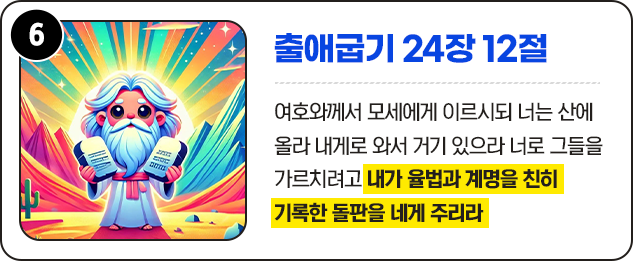 6
출애굽기 24장 12절
여호와께서 모세에게 이르시되 너는 산에
올라 내게로 와서 거기 있으라 너로 그들을
가르치려고 내가 율법과 계명을 친히
기록한 돌판을 네게 주리라